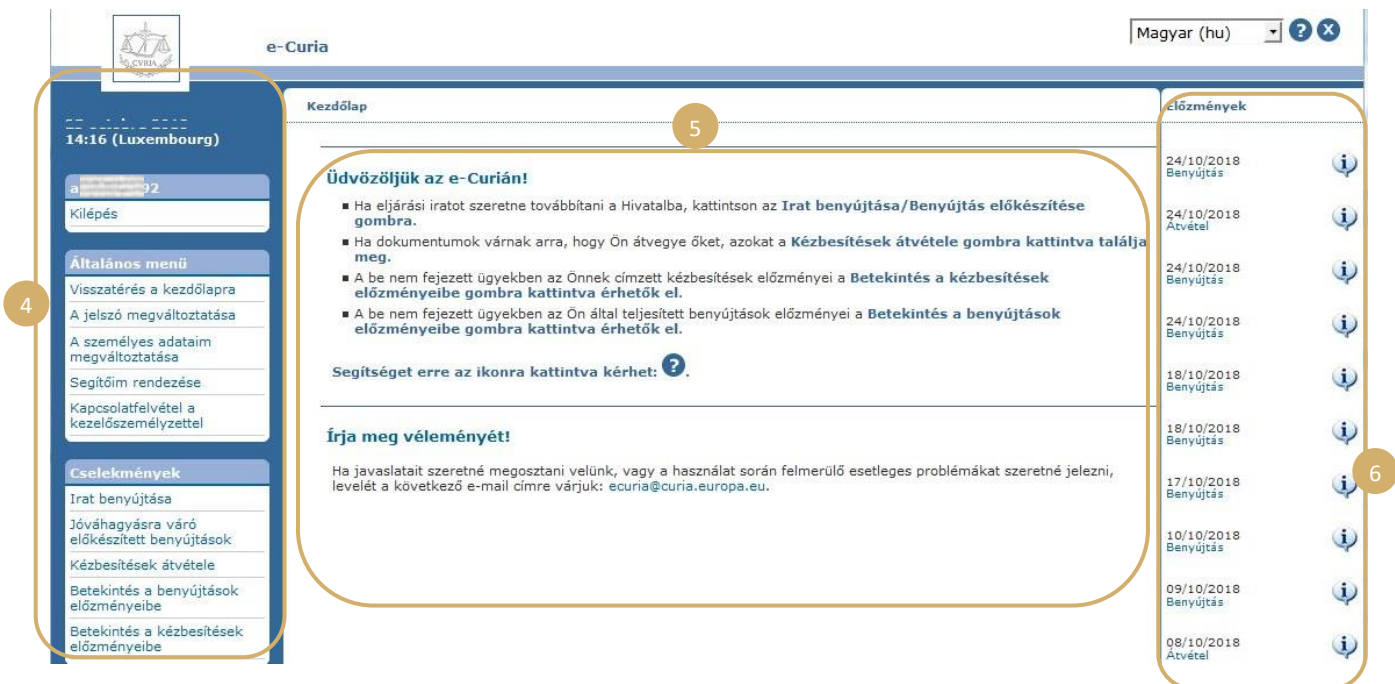 CVRIA
e-Curia
Magyar (hu)
?
X
4
14:16 (Luxembourg)
a 92
Kilépés
Általános menü
Visszatérés a kezdőlapra
A jelszó megváltoztatása
A személyes adataim
megváltoztatása
Segítőim rendezése
Kapcsolatfelvétel a
kezelőszemélyzettel
Cselekmények
Irat benyújtása
Jóváhagyásra váró
előkészített benyújtások
Kézbesítések átvétele
Betekintés a benyújtások
előzményeibe
Betekintés a kézbesítések
előzményeibe
Kezdőlap
5
Üdvözöljük az e-Curián!
▪ Ha eljárási iratot szeretne továbbítani a Hivatalba, kattintson az Irat benyújtása/Benyújtás előkészítése
gombra.
▪ Ha dokumentumok várnak arra, hogy Ön átvegye őket, azokat a Kézbesítések átvétele gombra kattintva találja
meg.
▪ A be nem fejezett ügyekben az Önnek címzett kézbesítések előzményei a Betekintés a kézbesítések
előzményeibe gombra kattintva érhetők el.
▪ A be nem fejezett ügyekben az Ön által teljesített benyújtások előzményei a Betekintés a benyújtások
előzményeibe gombra kattintva érhetők el.
Segítséget erre az ikonra kattintva kérhet: ?.
Írja meg véleményét!
Ha javaslatait szeretné megosztani velünk, vagy a használat során felmerülő esetleges problémákat szeretné jelezni,
levelét a következő e-mail címre várjuk: ecuria@curia.europa.eu.
Előzmények
24/10/2018
Benyújtás
i
24/10/2018
Átvétel
i
24/10/2018
Benyújtás
i
24/10/2018
Benyújtás
i
18/10/2018
Benyújtás
i
18/10/2018
Benyújtás
i
6
17/10/2018
Benyújtás
i
10/10/2018
Benyújtás
i
09/10/2018
Benyújtás
i
08/10/2018
Átvétel
i